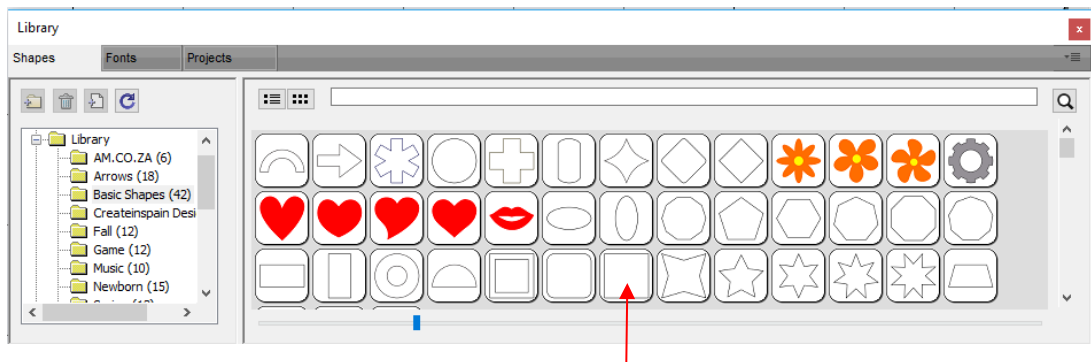 Library
x
Shapes Fonts Projects
Library
AM.CO.ZA (6)
Arrows (18)
Basic Shapes (42)
Createinspain Desi
Fall (12)
Game (12)
Music (10)
Newborn (15)